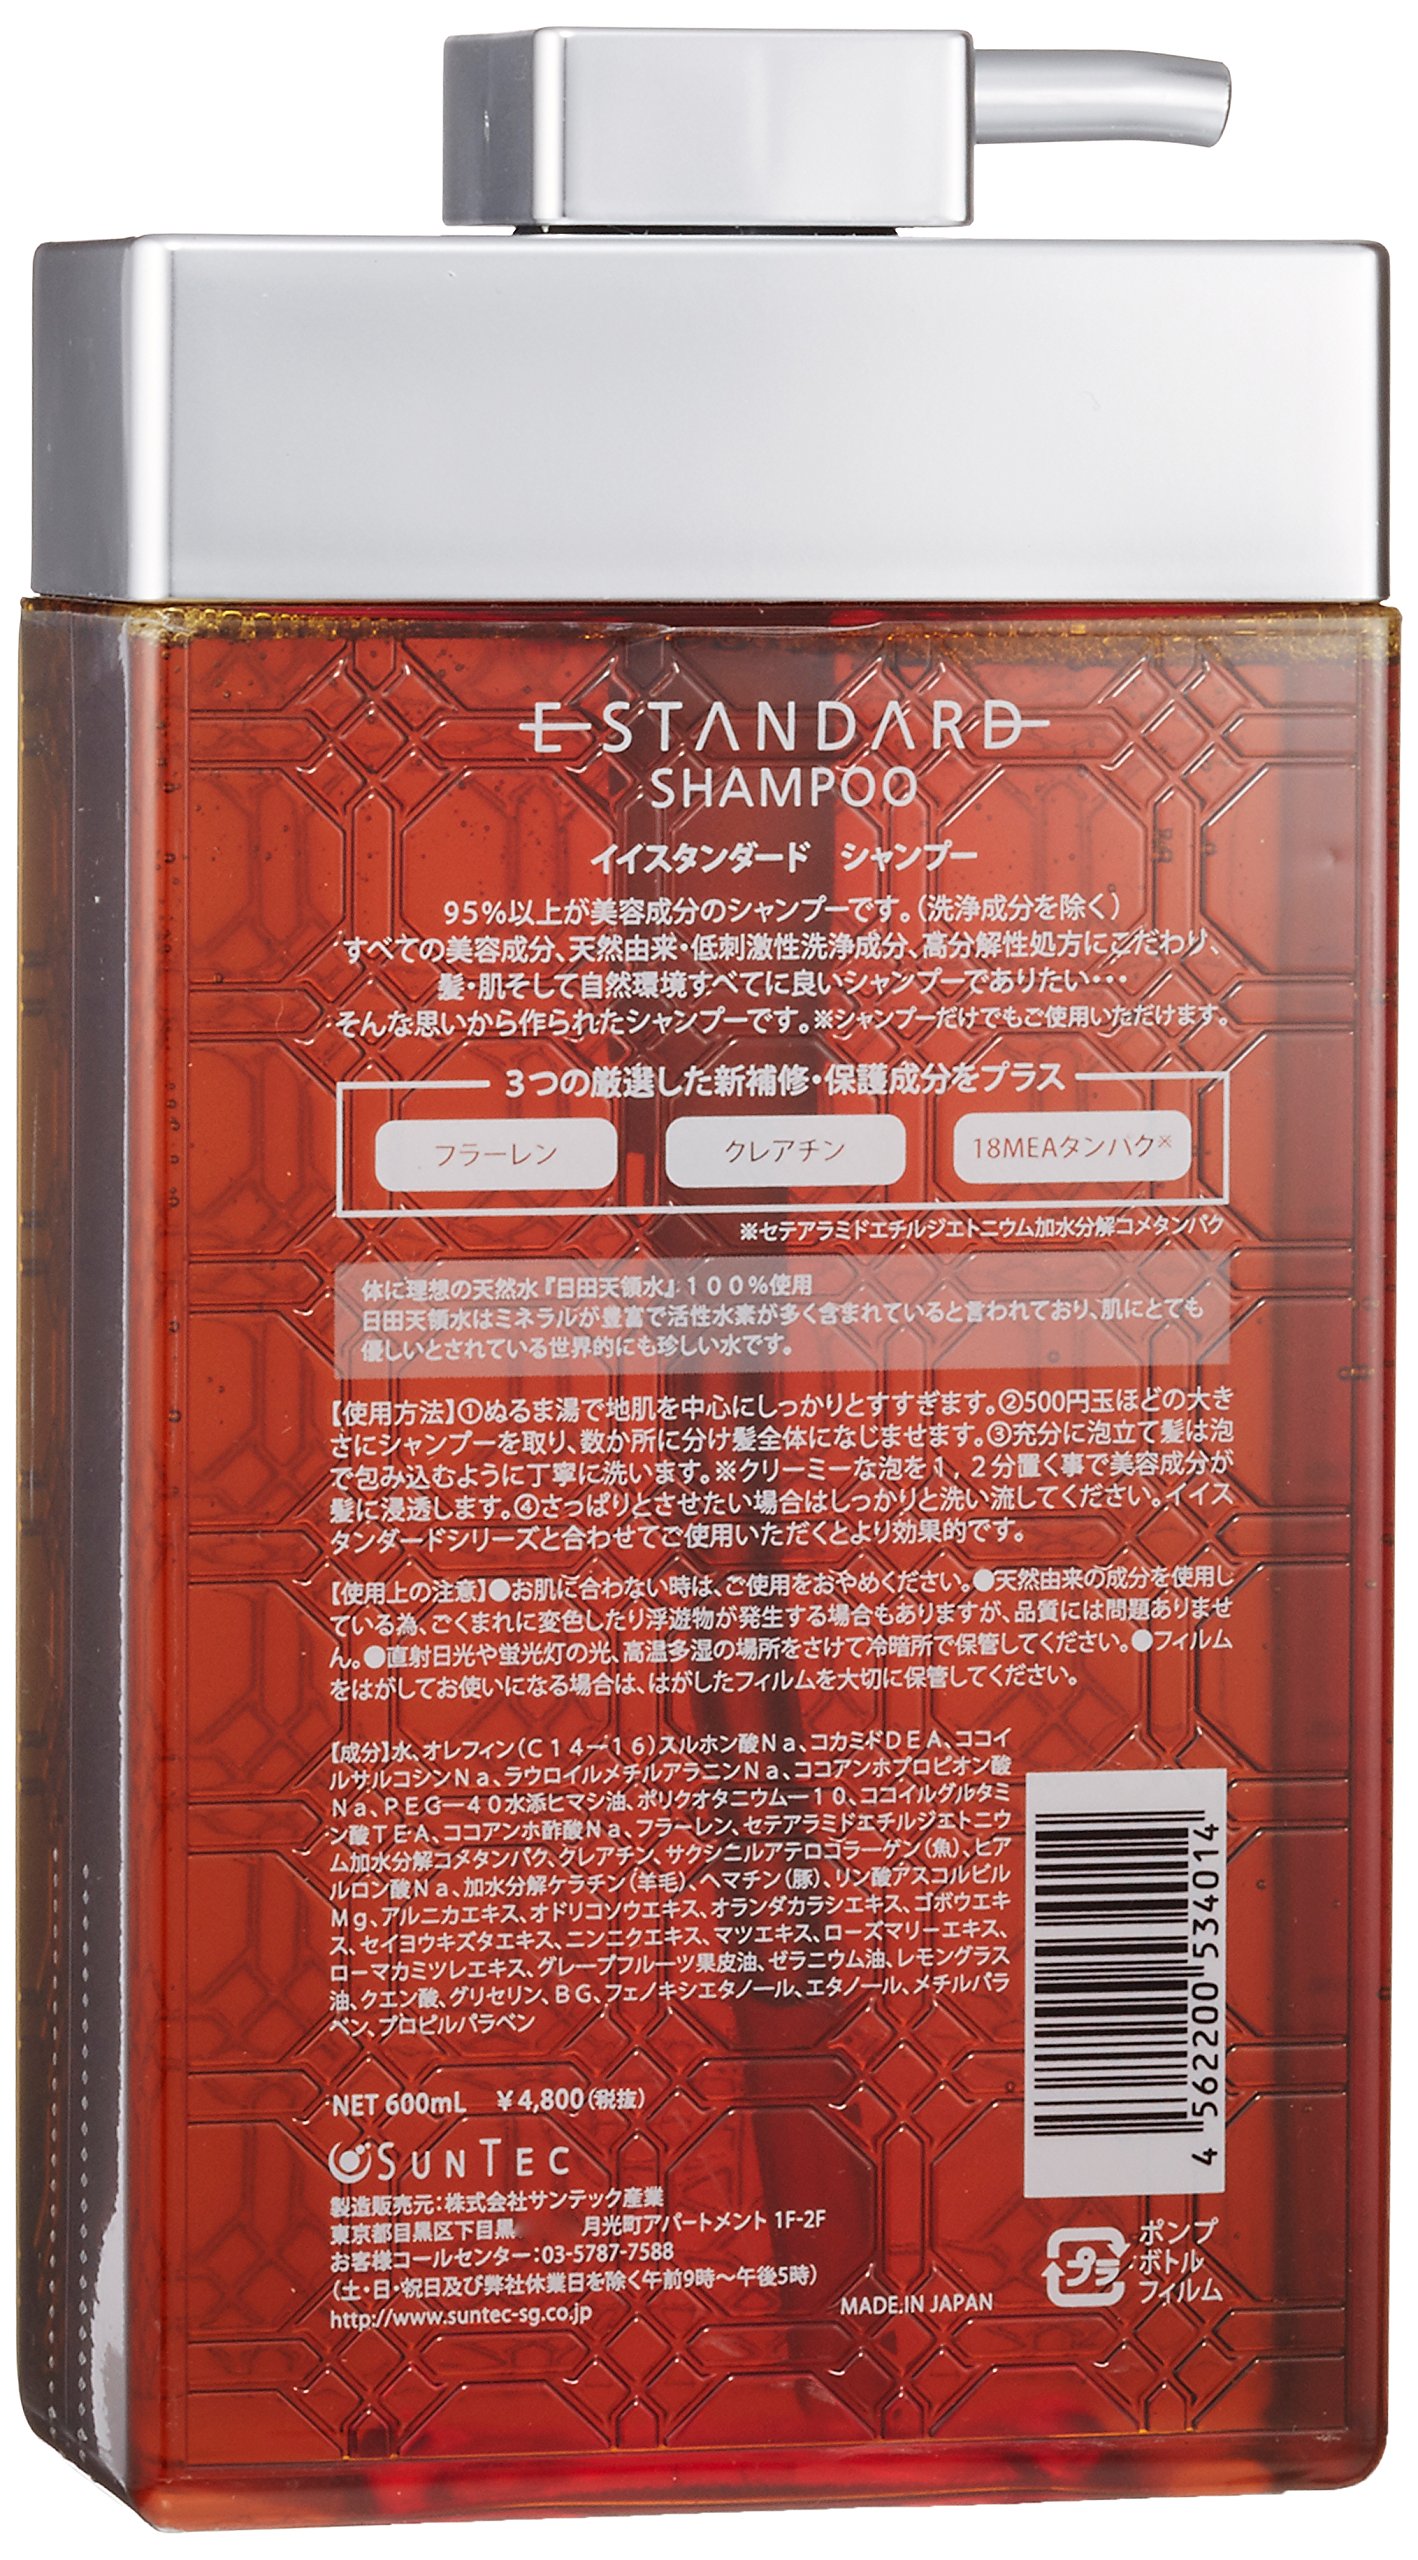 E STANDARD
SHAMPOO
イイスタンダード シャンプー
95%以上が美容成分のシャンプーです。(洗浄成分を除く)
すべての美容成分、天然由来・低刺激性洗浄成分、高分解性処方にこだわり、
髪・肌そして自然環境すべてに良いシャンプーでありたい・・・
そんな思いから作られたシャンプーです。※シャンプーだけでもご使用いただけます。
3つの厳選した新補修・保護成分をプラス
フラーレン クレアチン 18MEAタンパク※
※セテアラミドエチルジエトニウム加水分解コメタンパク
体に理想の天然水『日田天領水』100%使用
日田天領水はミネラルが豊富で活性水素が多く含まれていると言われており、肌にとても
優しいとされている世界的にも珍しい水です。
【使用方法】①ぬるま湯で地肌を中心にしっかりとすすぎます。②500円玉ほどの大き
さにシャンプーを取り、数か所に分け髪全体になじませます。③充分に泡立て髪は泡
で包み込むように丁寧に洗います。※クリーミーな泡を1,2分置く事で美容成分が
髪に浸透します。④さっぱりとさせたい場合はしっかりと洗い流してください。イイス
タンダードシリーズと合わせてご使用いただくとより効果的です。
【使用上の注意】●お肌に合わない時は、ご使用をおやめください。●天然由来の成分を使用し
ている為、ごくまれに変色したり浮遊物が発生する場合もありますが、品質には問題ありませ
ん。●直射日光や蛍光灯の光、高温多湿の場所をさけて冷暗所で保管してください。●フィルム
をはがしてお使いになる場合は、はがしたフィルムを大切に保管してください。
【成分】水、オレフィン(C14-16)スルホン酸Na、コカミドDEA、ココイ
ルサルコシンNa、ラウロイルメチルアラニンNa、ココアンホプロピオン酸
Na、PEG-40水添ヒマシ油、ポリクオタニウム-10、ココイルグルタミ
ン酸TEA、ココアンホ酢酸Na、フラーレン、セテアラミドエチルジエトニウ
ム加水分解コメタンパク、クレアチン、サクシニルアテロコラーゲン(魚)、ヒア
ルロン酸Na、加水分解ケラチン(羊毛)、ヘマチン(豚)、リン酸アスコルビル
Mg、アルニカエキス、オドリコソウエキス、オランダカラシエキス、ゴボウエキ
ス、セイヨウキズタエキス、ニンニクエキス、マツエキス、ローズマリーエキス、
ローマカミツレエキス、グレープフルーツ果皮油、ゼラニウム油、レモングラス
油、クエン酸、グリセリン、BG、フェノキシエタノール、エタノール、メチルパラ
ベン、プロピルパラベン
4562200534014
NET 600mL ¥4,800(税抜)
SUNTEC
製造販売元:株式会社サンテック産業
東京都目黒区下目黒 月光町アパートメント 1F-2F
お客様コールセンター:03-5787-7588
(土・日・祝日及び弊社休業日を除く午前9時〜午後5時)
http://www.suntec-sg.co.jp
MADE.IN JAPAN
プラ
ポンプ
ボトル
フィルム